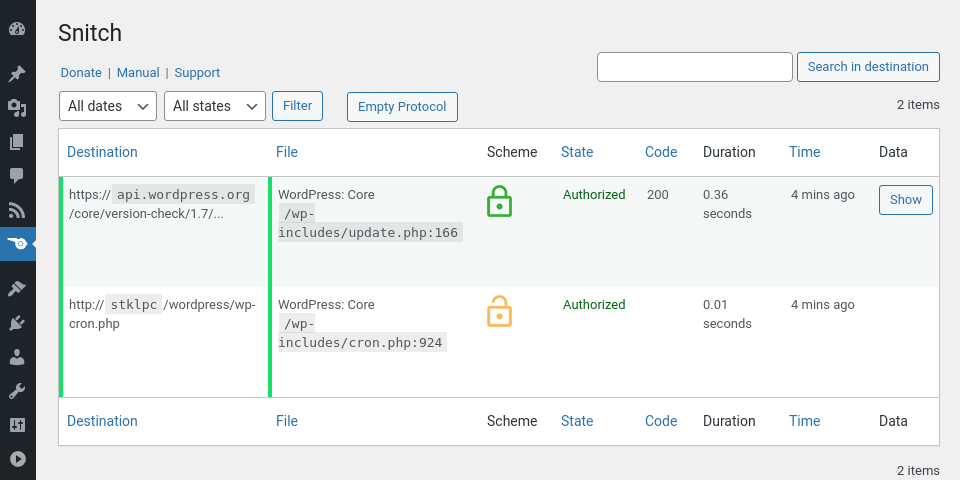 Snitch
Donate | Manual | Support
Search in destination
All dates All states Filter Empty Protocol 2 items
Destination File Scheme State Code Duration Time Data
https:// api.wordpress.org WordPress: Core Authorized 200 0.36 4 mins ago Show
/core/version-check/1.7/... /wp- seconds
includes/update.php:166
http:// stklpc /wordpress/wp- WordPress: Core Authorized 0.01 4 mins ago
cron.php /wp- seconds
includes/cron.php:924
Destination File Scheme State Code Duration Time Data
2 items